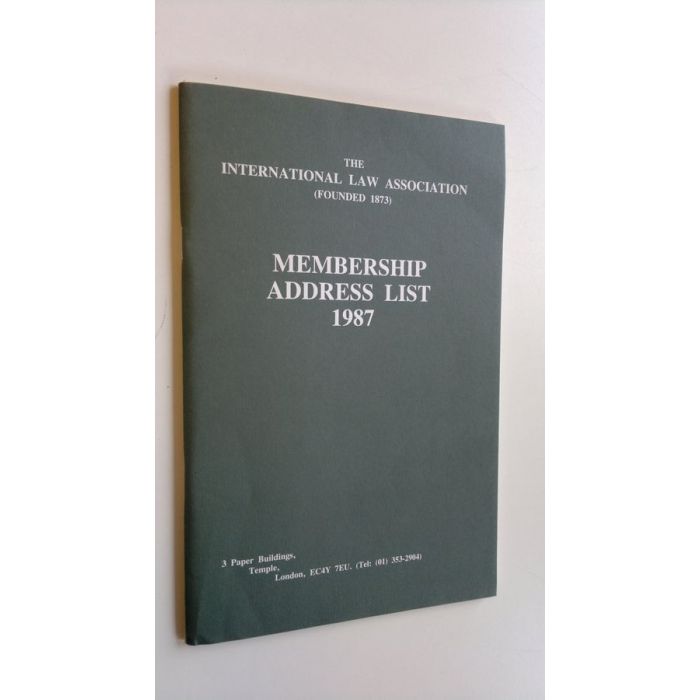 THE
INTERNATIONAL LAW ASSOCIATION
(FOUNDED 1873)
MEMBERSHIP
ADDRESS LIST
1987
3 Paper Buildings,
Temple,
London, EC4Y 7EU. (Tel: (01) 353-2904)